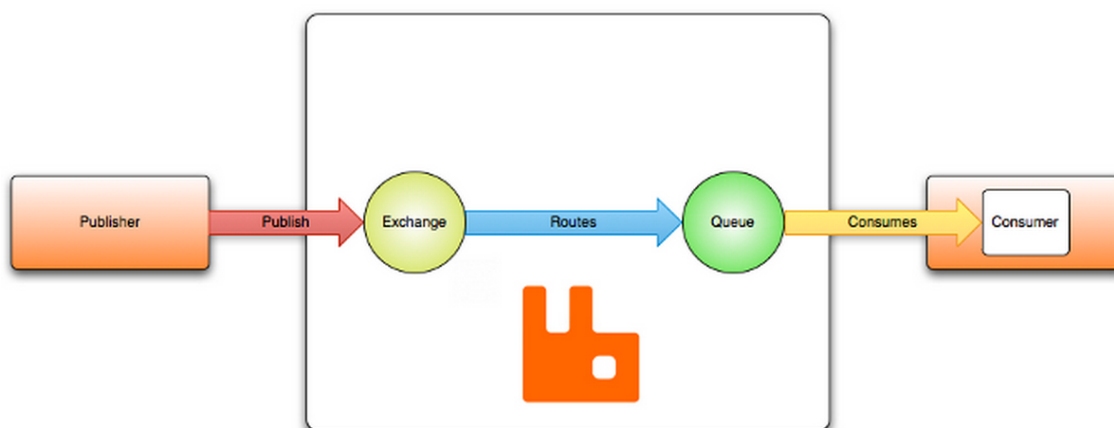 Publisher
Publish
Exchange
Routes
Queue
Consumes
Consumer